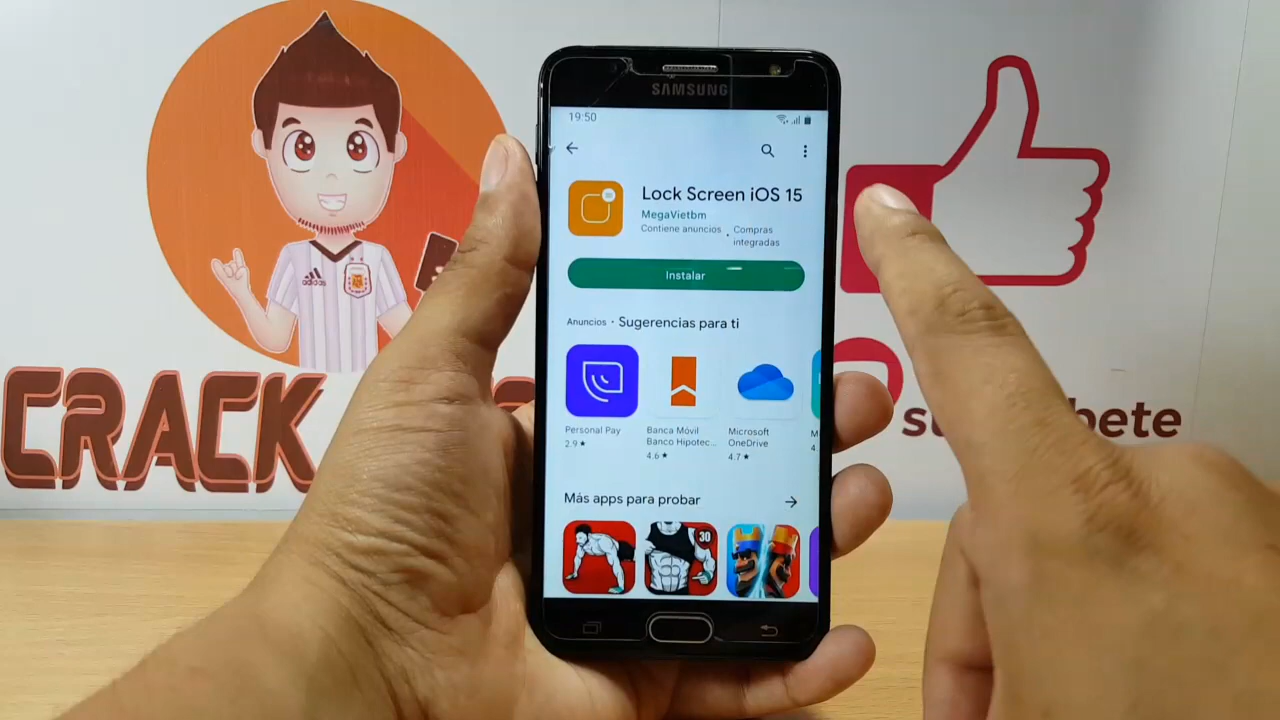 SAMSUNG
19:50
Lock Screen iOS 15
MegaVietbm
Contiene anuncios
Compras
integradas
Instalar
Anuncios · Sugerencias para ti
Personal Pay
2.9★
Banca Móvil
Banco Hipotec...
4.6★
Microsoft
OneDrive
4.7★
4.
Más apps para probar
30
CRACK
adidas
bete